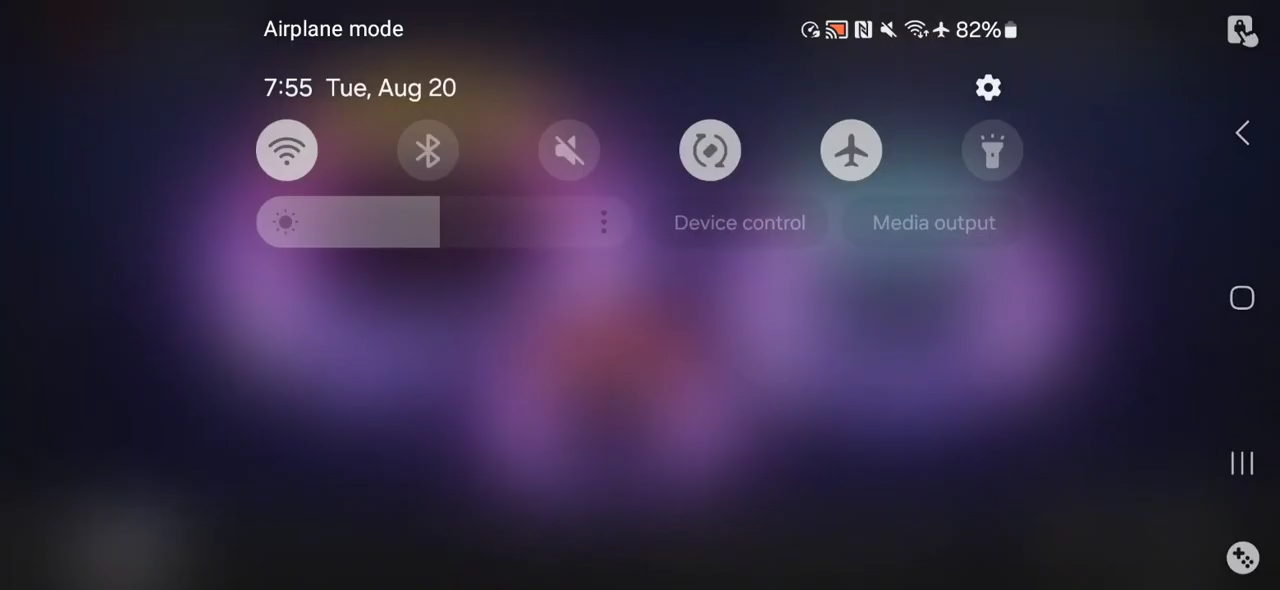 Airplane mode
82%
7:55 Tue, Aug 20
Device control
Media output